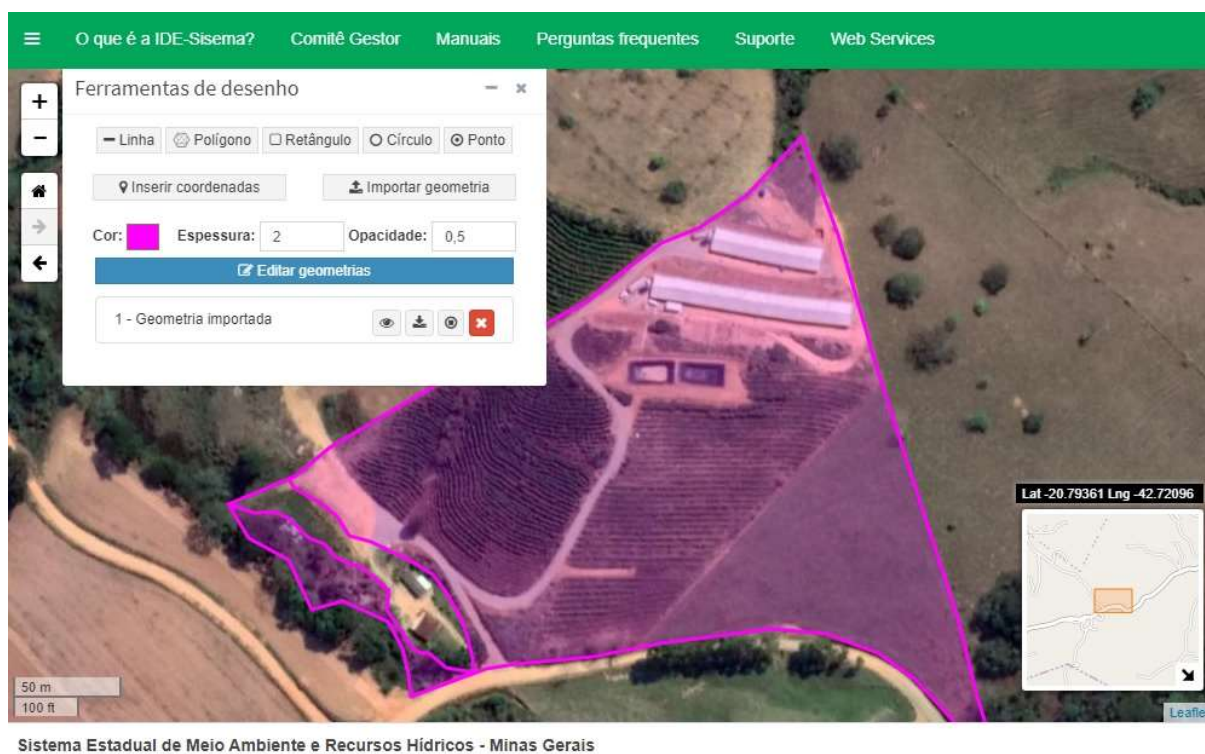 O que é a IDE-Sisema? Comitê Gestor Manuais Perguntas frequentes Suporte Web Services
Ferramentas de desenho
Linha Polígono Retângulo Círculo Ponto
Inserir coordenadas Importar geometria
Cor: Espessura: 2 Opacidade: 0,5
Editar geometrias
1 - Geometria importada
Lat -20.79361 Lng -42.72096
50 m
100 ft
Leafle
Sistema Estadual de Meio Ambiente e Recursos Hídricos - Minas Gerais